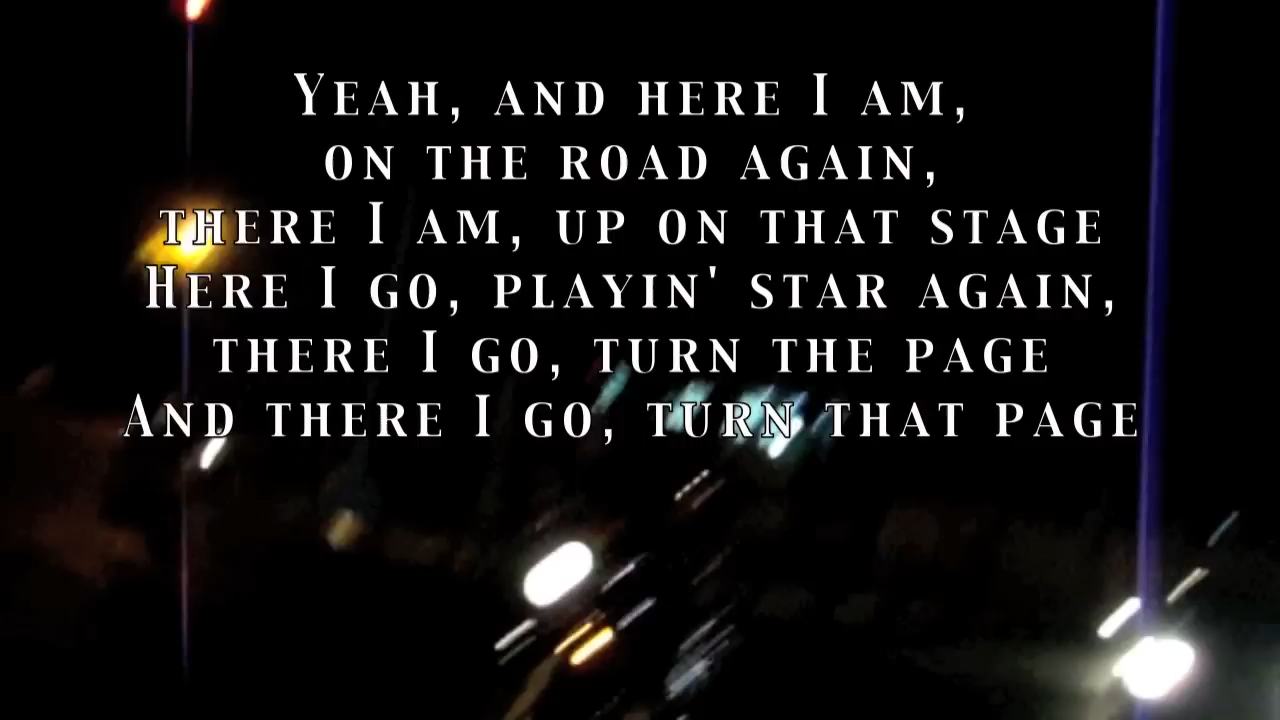 Yeah, and here I am,
on the road again,
there I am, up on that stage
Here I go, playin' star again,
there I go, turn the page
And there I go, turn that page